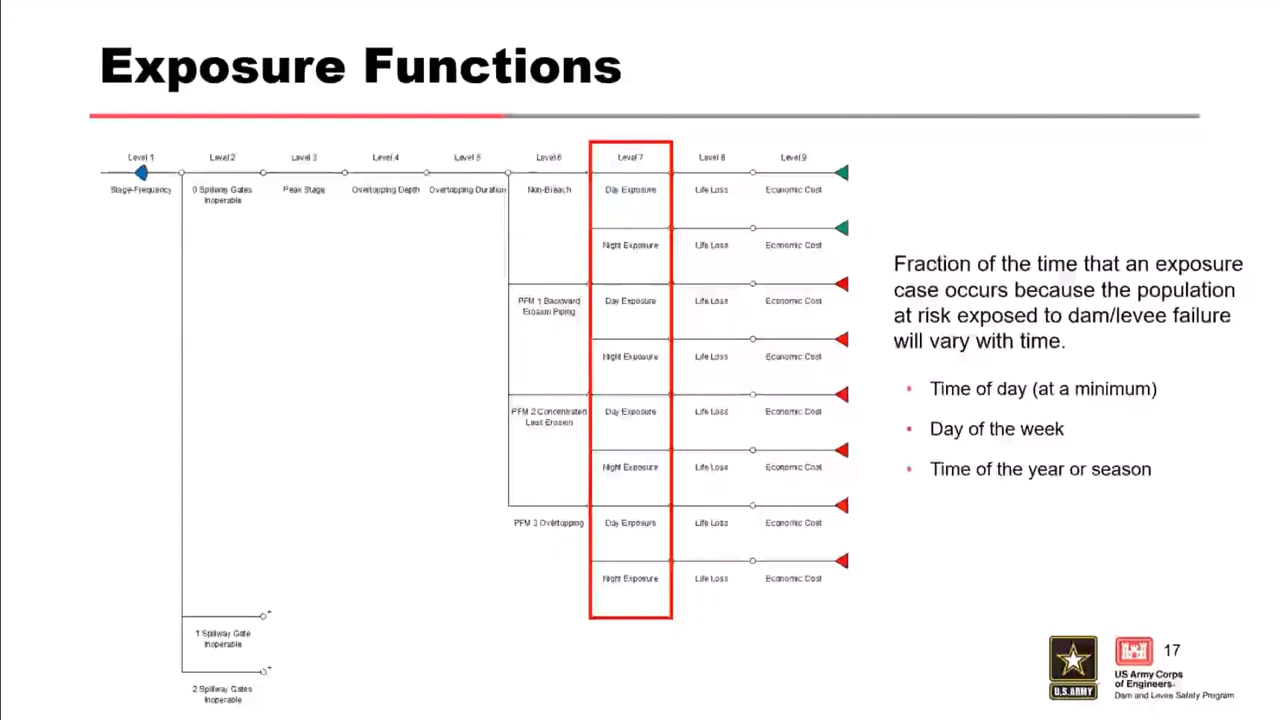 Exposure Functions
Level 1
Level 2
Level 3
Level 4
Level 5
Level 6
Level 7
Level 8
Level 9
Stage-Frequency
0 Spillway Gates
Inoperable
Peak Stage
Overtopping Depth
Overtopping Duration
Non-Breach
Day Exposure
Life Loss
Economic Cost
Night Exposure
Life Loss
Economic Cost
PFM 1 Backward
Erosion Piping
Day Exposure
Life Loss
Economic Cost
Night Exposure
Life Loss
Economic Cost
PFM 2 Concentrated
Leak Erosion
Day Exposure
Life Loss
Economic Cost
Night Exposure
Life Loss
Economic Cost
PFM 3 Overtopping
Day Exposure
Life Loss
Economic Cost
Night Exposure
Life Loss
Economic Cost
+
1 Spillway Gate
Inoperable
+
2 Spillway Gates
Inoperable
Fraction of the time that an exposure
case occurs because the population
at risk exposed to dam/levee failure
will vary with time.
• Time of day (at a minimum)
• Day of the week
• Time of the year or season
U.S.ARMY
17
US Army Corps
of Engineers.
Dam and Levee Safety Program